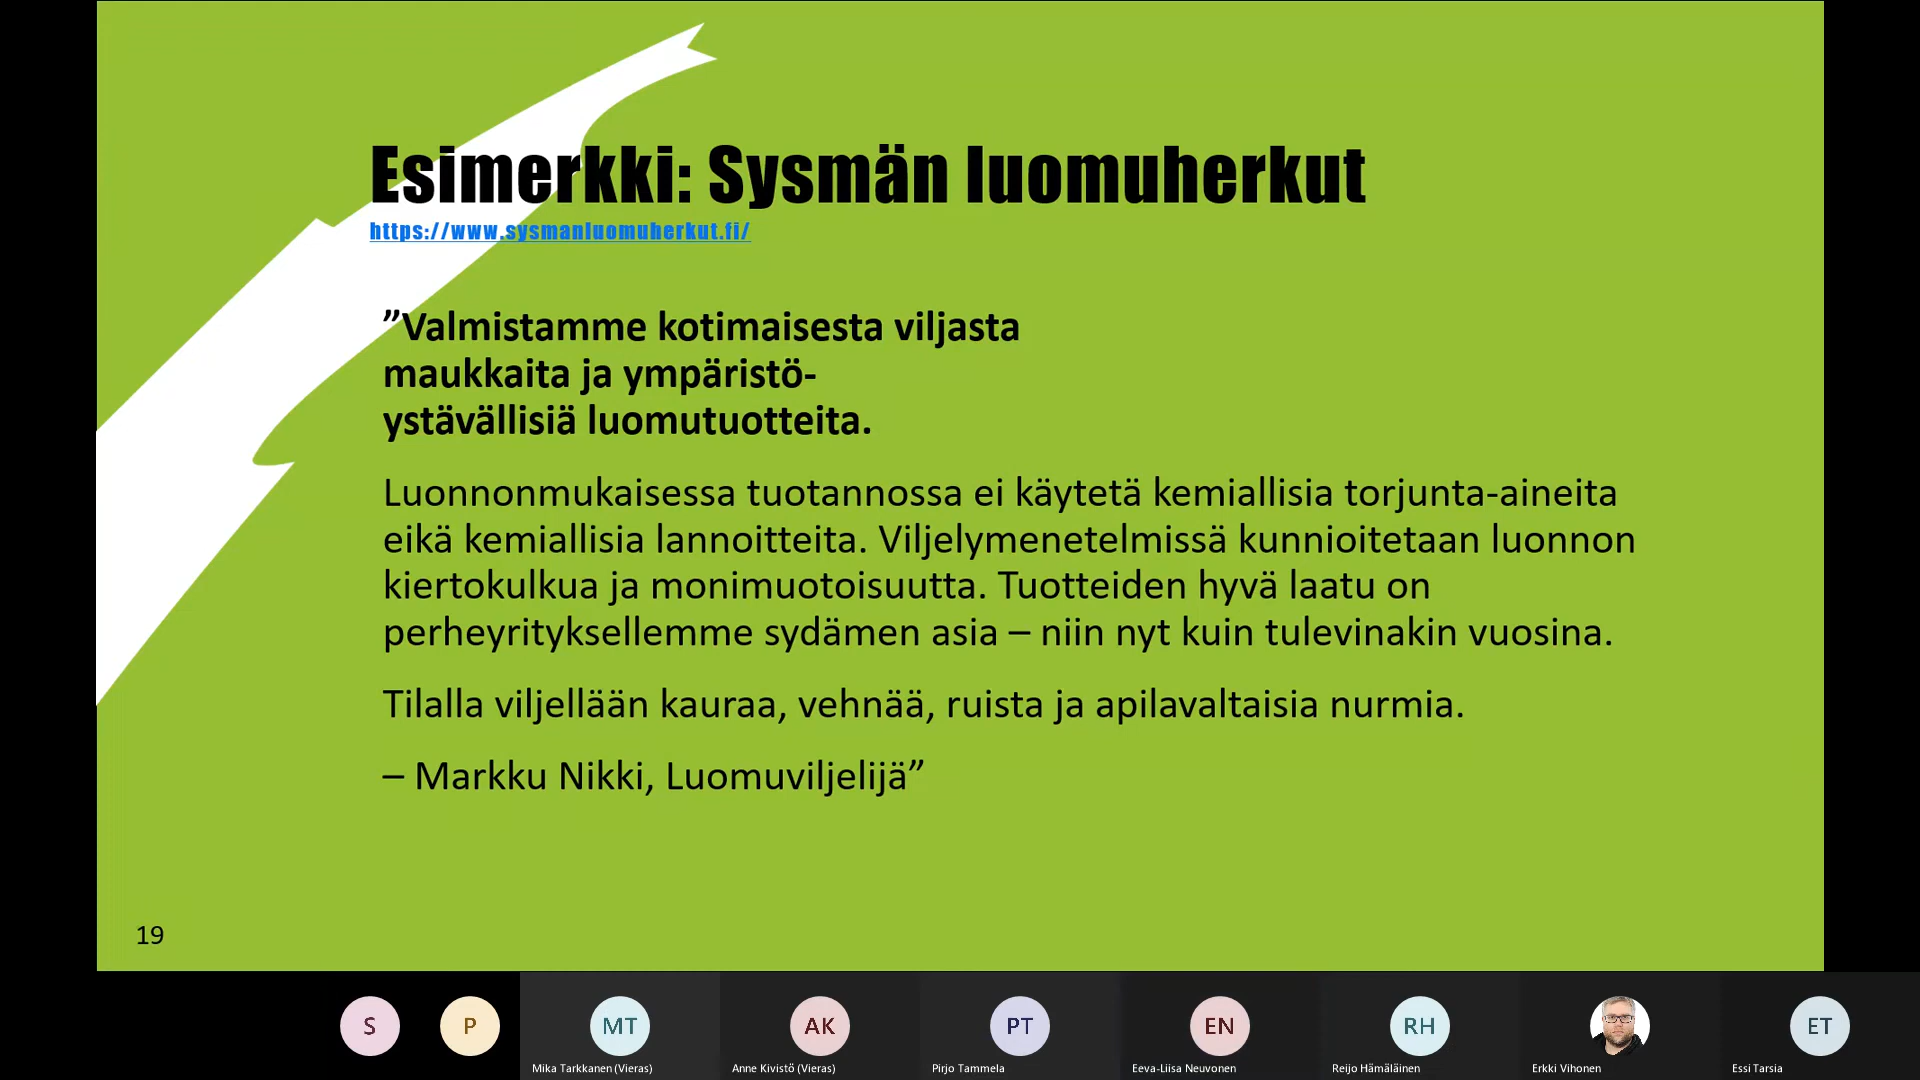 Esimerkki: Sysmän luomuherkut
https://www.sysmanluomuherkut.fi/
”Valmistamme kotimaisesta viljasta
maukkaita ja ympäristö-
ystävällisiä luomutuotteita.
Luonnonmukaisessa tuotannossa ei käytetä kemiallisia torjunta-aineita
eikä kemiallisia lannoitteita. Viljelymenetelmissä kunnioitetaan luonnon
kiertokulkua ja monimuotoisuutta. Tuotteiden hyvä laatu on
perheyrityksellemme sydämen asia – niin nyt kuin tulevinakin vuosina.
Tilalla viljellään kauraa, vehnää, ruista ja apilavaltaisia nurmia.
– Markku Nikki, Luomuviljelijä”
19
S P MT AK PT EN RH ET
Mika Tarkkanen (Vieras) Anne Kivistö (Vieras) Pirjo Tammela Eeva-Liisa Neuvonen Reijo Hämäläinen Erkki Vihonen Essi Tarsia